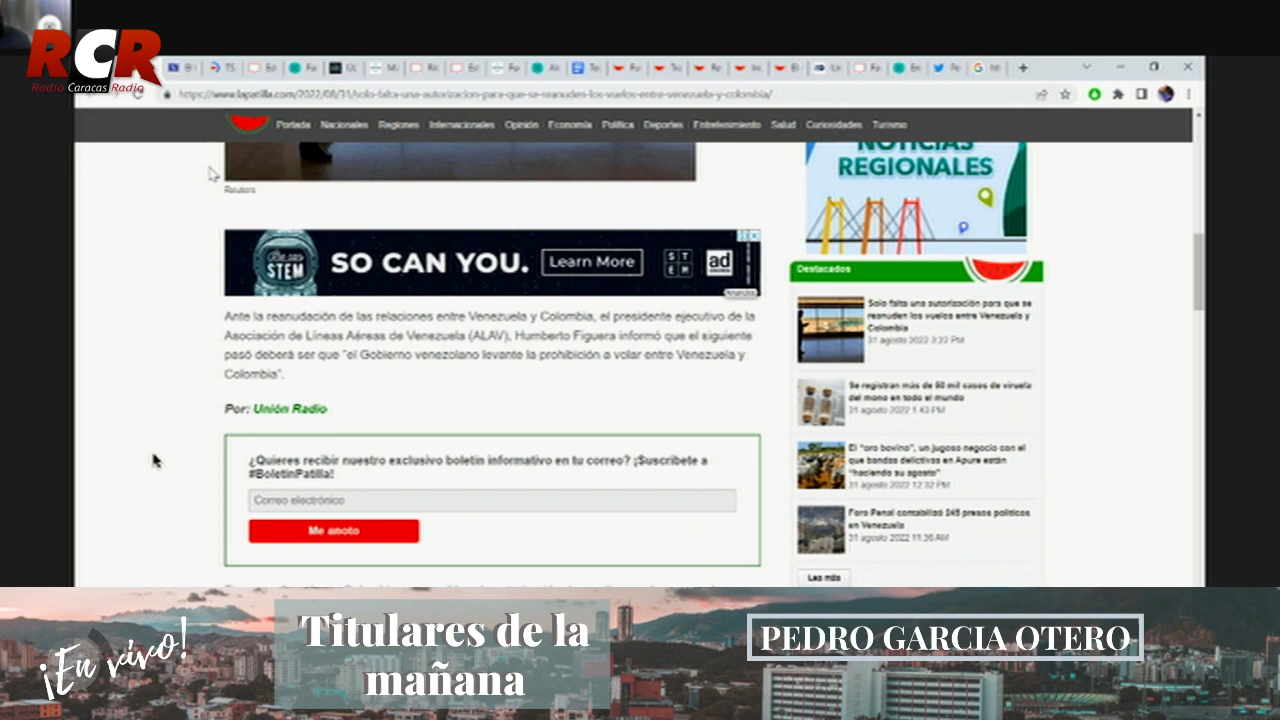 RCR
Radio Caracas Radio
https://www.lapatilla.com/2022/08/31/solo-falta-una-autorizacion-para-que-se-reanuden-los-vuelos-entre-venezuela-y-colombia/
Portada Nacionales Regiones Internacionales Opinión Economía Política Deportes Entretenimiento Salud Curiosidades Turismo
Reuters
NOTICIAS
REGIONALES
STEM
SO CAN YOU.
Learn More
ST
EM
ad
Anuncios
Ante la reanudación de las relaciones entre Venezuela y Colombia, el presidente ejecutivo de la
Asociación de Líneas Aéreas de Venezuela (ALAV), Humberto Figuera informó que el siguiente
pasó deberá ser que "el Gobierno venezolano levante la prohibición a volar entre Venezuela y
Colombia".
Por: Unión Radio
¿Quieres recibir nuestro exclusivo boletín informativo en tu correo? ¡Suscríbete a
#BoletínPatilla!
Correo electrónico
Me anoto
Destacados
Solo falta una autorización para que se
reanuden los vuelos entre Venezuela y
Colombia
31 agosto 2022 3:22 PM
Se registran más de 50 mil casos de viruela
del mono en todo el mundo
31 agosto 2022 1:43 PM
El "oro bovino", un jugoso negocio con el
que bandas delictivas en Apure están
"haciendo su agosto"
31 agosto 2022 12:32 PM
Foro Penal contabilizó 245 presos políticos
en Venezuela
31 agosto 2022 11:36 AM
Lea más
¡En vivo!
Titulares de la
mañana
PEDRO GARCIA OTERO